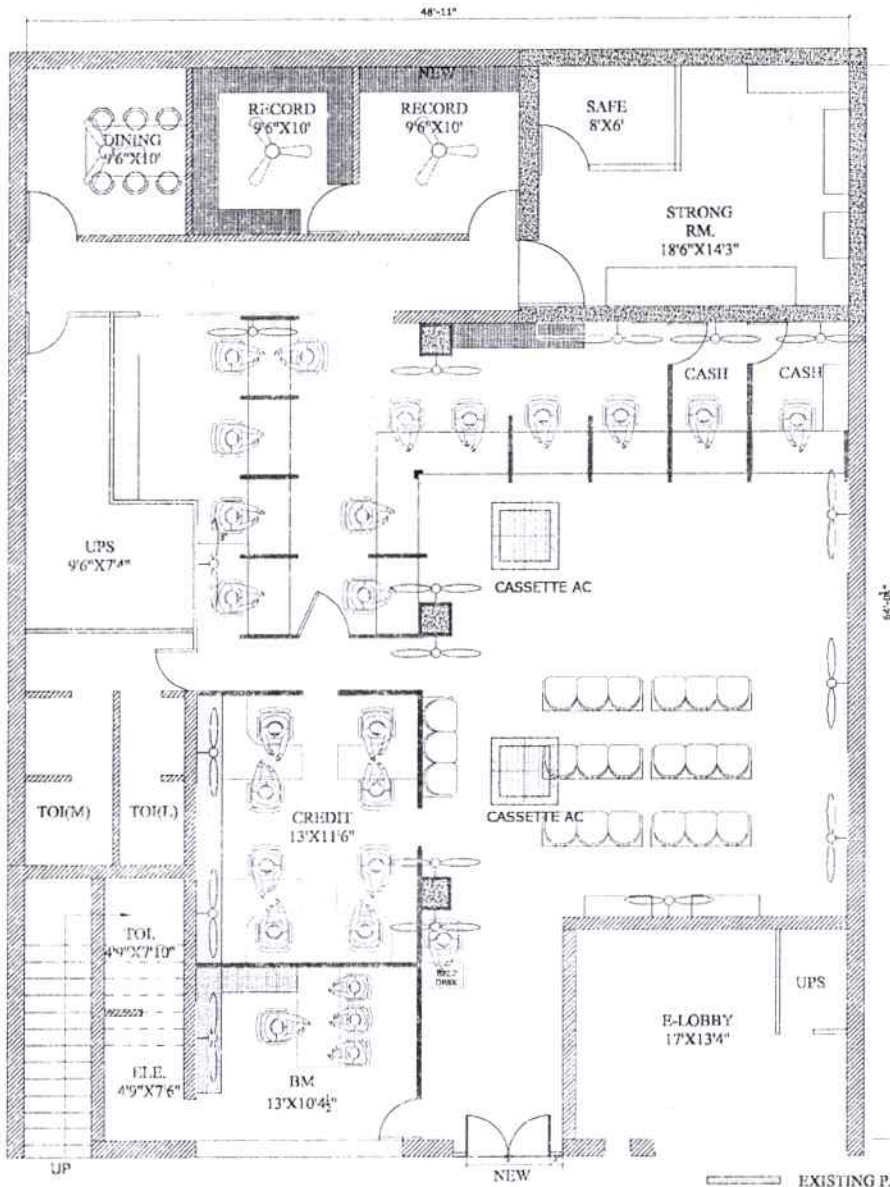 48'-11"
NEW
RECORD
9'6"X10'
RECORD
9'6"X10'
SAFE
8'X6'
DINING
9'6"X10'
STRONG
RM.
18'6"X14'3"
CASH
CASH
UPS
9'6"X7'4"
CASSETTE AC
TOI(M)
TOI(L)
CREDIT
13'X11'6"
CASSETTE AC
TOI.
4'9"X7'10"
HELP
DESK
UPS
E-LOBBY
17'X13'4"
ELE.
4'9"X7'6"
BM
13'X10'4½"
UP
NEW
EXISTING P.